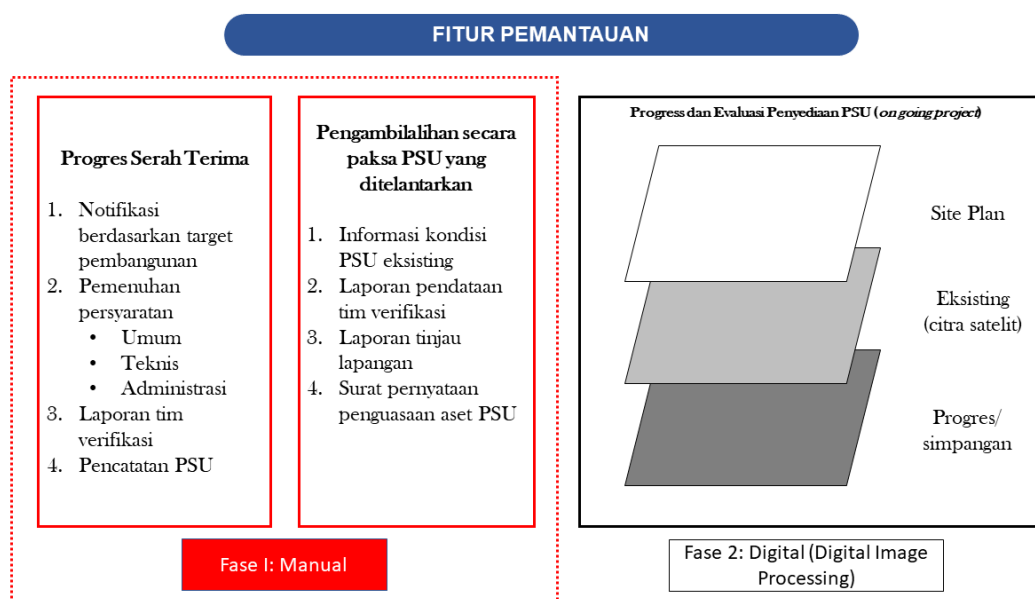 FITUR PEMANTAUAN
Progres Serah Terima
1. Notifikasi
berdasarkan target
pembangunan
2. Pemenuhan
persyaratan
• Umum
• Teknis
• Administrasi
3. Laporan tim
verifikasi
4. Pencatatan PSU
Pengambilalihan secara
paksa PSU yang
ditelantarkan
1. Informasi kondisi
PSU eksisting
2. Laporan pendataan
tim verifikasi
3. Laporan tinjau
lapangan
4. Surat pernyataan
penguasaan aset PSU
Fase I: Manual
Progress dan Evaluasi Penyediaan PSU (on going project)
Site Plan
Eksisting
(citra satelit)
Progres/
simpangan
Fase 2: Digital (Digital Image
Processing)